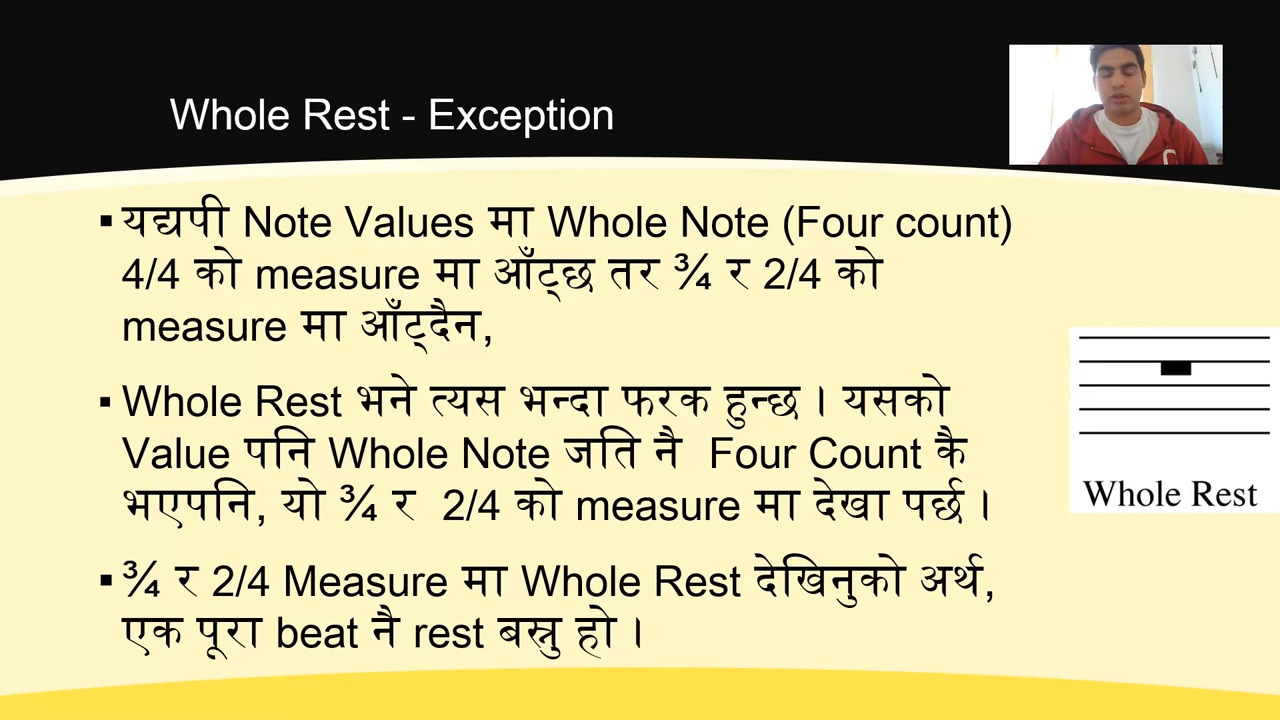 Whole Rest - Exception
▪ यद्यपी Note Values मा Whole Note (Four count)
4/4 को measure मा आँट्छ तर ¾ र 2/4 को
measure मा आँट्दैन,
▪ Whole Rest भने त्यस भन्दा फरक हुन्छ । यसको
Value पनि Whole Note जति नै Four Count कै
भएपनि, यो ¾ र 2/4 को measure मा देखा पर्छ ।
▪ ¾ र 2/4 Measure मा Whole Rest देखिनुको अर्थ,
एक पूरा beat नै rest बस्नु हो ।
Whole Rest